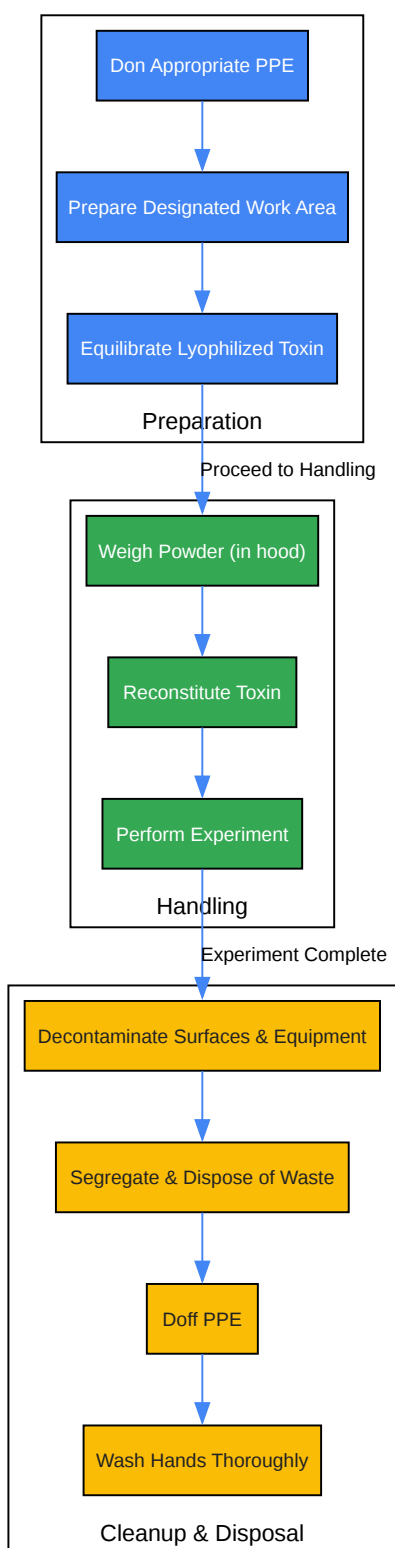 Don Appropriate PPE
Prepare Designated Work Area
Equilibrate Lyophilized Toxin
Preparation
Proceed to Handling
Weigh Powder (in hood)
Reconstitute Toxin
Perform Experiment
Handling
Experiment Complete
Decontaminate Surfaces & Equipment
Segregate & Dispose of Waste
Doff PPE
Wash Hands Thoroughly
Cleanup & Disposal